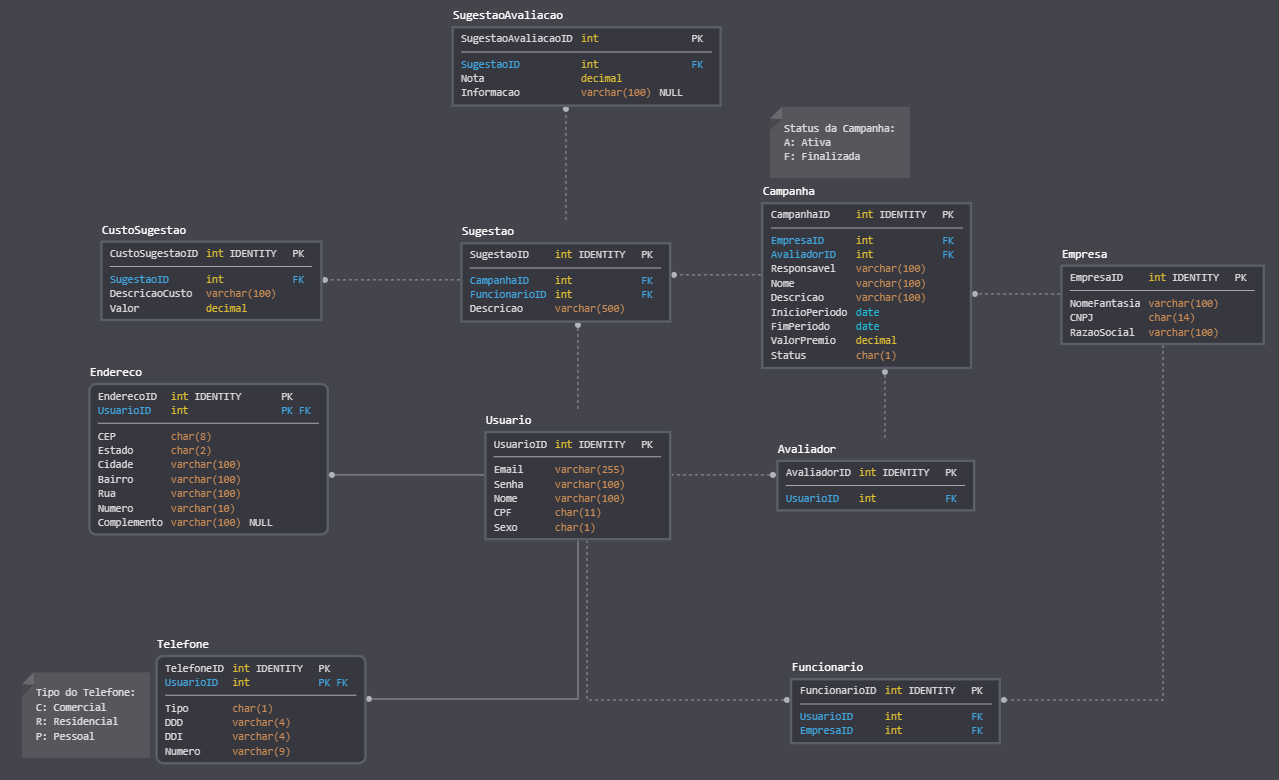 SugestaoAvaliacao
SugestaoAvaliacaoID int PK
SugestaoID int FK
Nota decimal
Informacao varchar(100) NULL
Status da Campanha:
A: Ativa
F: Finalizada
Campanha
CampanhaID int IDENTITY PK
EmpresaID int FK
AvaliadorID int FK
Responsavel varchar(100)
Nome varchar(100)
Descricao varchar(100)
InicioPeriodo date
FimPeriodo date
ValorPremio decimal
Status char(1)
CustoSugestao
CustoSugestaoID int IDENTITY PK
SugestaoID int FK
DescricaoCusto varchar(100)
Valor decimal
Sugestao
SugestaoID int IDENTITY PK
CampanhaID int FK
FuncionarioID int FK
Descricao varchar(500)
Empresa
EmpresaID int IDENTITY PK
NomeFantasia varchar(100)
CNPJ char(14)
RazaoSocial varchar(100)
Endereco
EnderecoID int IDENTITY PK
UsuarioID int PK FK
CEP char(8)
Estado char(2)
Cidade varchar(100)
Bairro varchar(100)
Rua varchar(100)
Numero varchar(10)
Complemento varchar(100) NULL
Usuario
UsuarioID int IDENTITY PK
Email varchar(255)
Senha varchar(100)
Nome varchar(100)
CPF char(11)
Sexo char(1)
Avaliador
AvaliadorID int IDENTITY PK
UsuarioID int FK
Telefone
TelefoneID int IDENTITY PK
UsuarioID int PK FK
Tipo char(1)
DDD varchar(4)
DDI varchar(4)
Numero varchar(9)
Tipo do Telefone:
C: Comercial
R: Residencial
P: Pessoal
Funcionario
FuncionarioID int IDENTITY PK
UsuarioID int FK
EmpresaID int FK